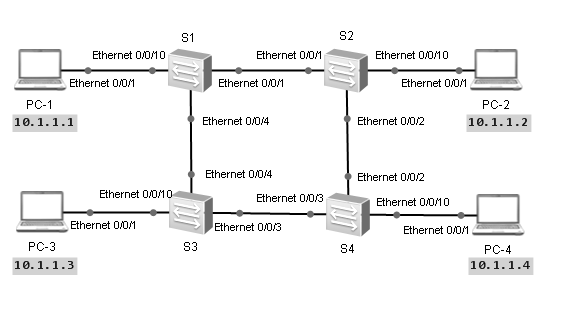 S1
S2
Ethernet 0/0/10
Ethernet 0/0/1
Ethernet 0/0/10
Ethernet 0/0/1
Ethernet 0/0/1
Ethernet 0/0/1
PC-1
PC-2
10.1.1.1
10.1.1.2
Ethernet 0/0/4
Ethernet 0/0/2
Ethernet 0/0/4
Ethernet 0/0/2
Ethernet 0/0/10
Ethernet 0/0/3
Ethernet 0/0/10
Ethernet 0/0/1
Ethernet 0/0/3
Ethernet 0/0/1
PC-3
S3
S4
PC-4
10.1.1.3
10.1.1.4